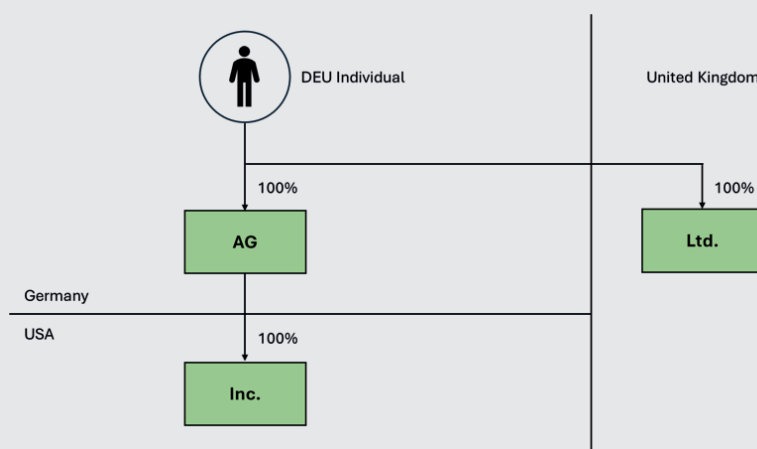 DEU Individual
United Kingdom
100%
100%
AG
Ltd.
Germany
USA
100%
Inc.